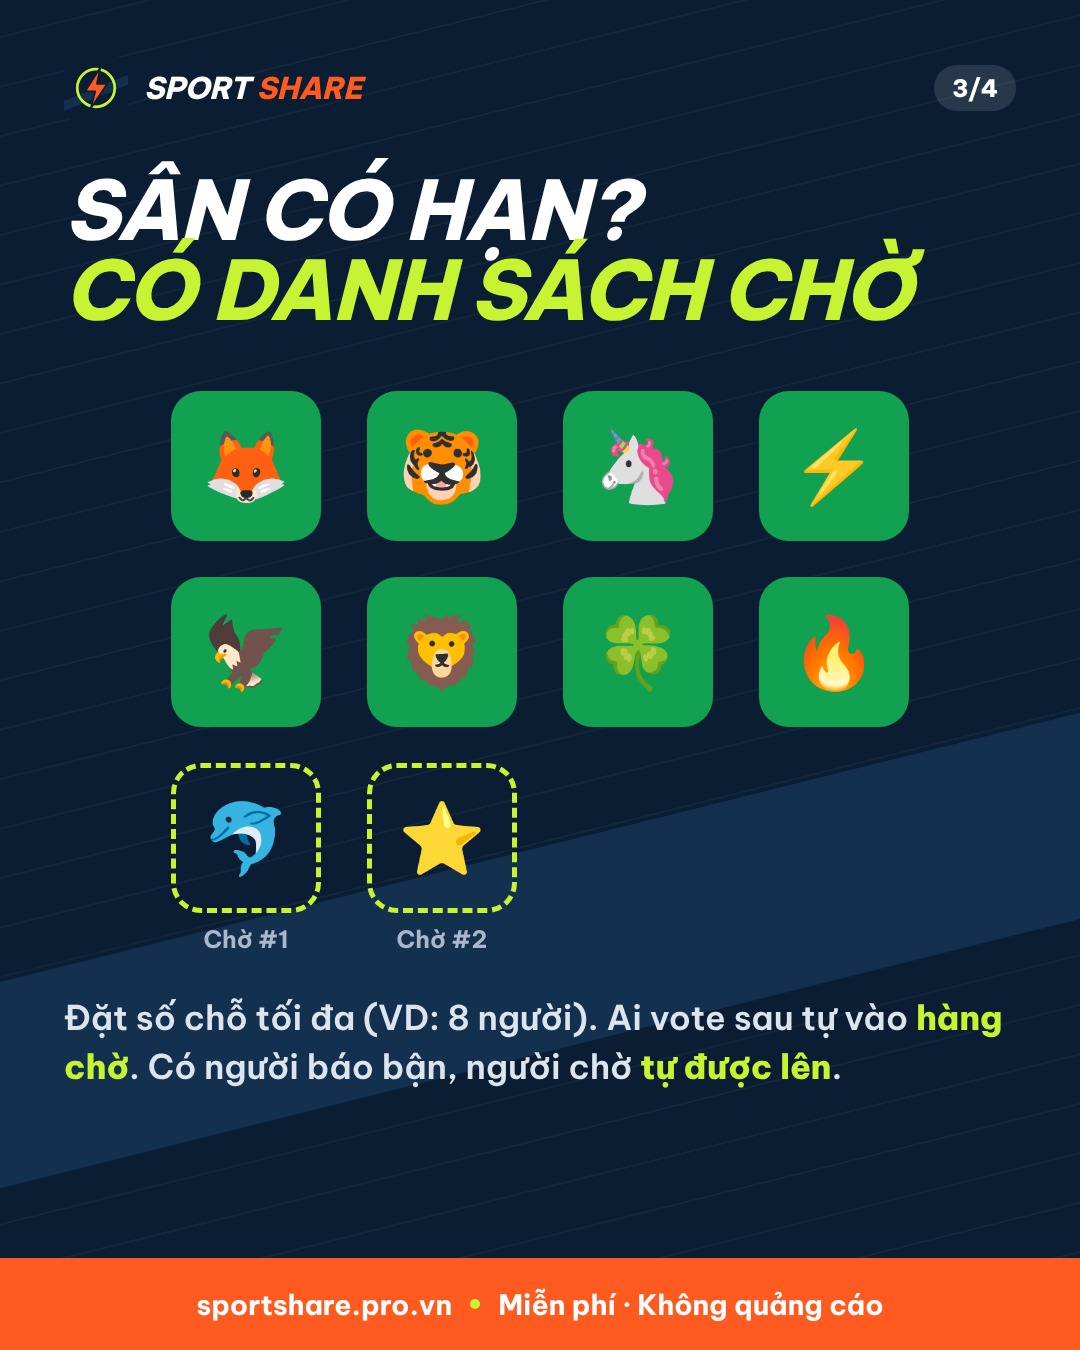 SPORT SHARE
3/4
SÂN CÓ HẠN?
CÓ DANH SÁCH CHỜ
Chờ #1
Chờ #2
Đặt số chỗ tối đa (VD: 8 người). Ai vote sau tự vào hàng
chờ. Có người báo bận, người chờ tự được lên.
sportshare.pro.vn • Miễn phí · Không quảng cáo